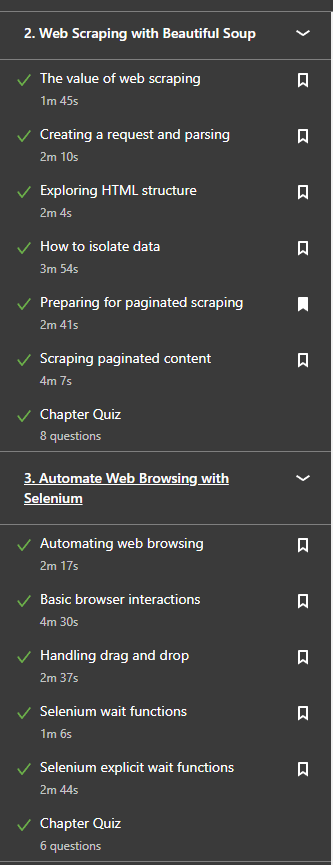 2. Web Scraping with Beautiful Soup
The value of web scraping
1m 45s
Creating a request and parsing
2m 10s
Exploring HTML structure
2m 4s
How to isolate data
3m 54s
Preparing for paginated scraping
2m 41s
Scraping paginated content
4m 7s
Chapter Quiz
8 questions
3. Automate Web Browsing with
Selenium
Automating web browsing
2m 17s
Basic browser interactions
4m 30s
Handling drag and drop
2m 37s
Selenium wait functions
1m 6s
Selenium explicit wait functions
2m 44s
Chapter Quiz
6 questions